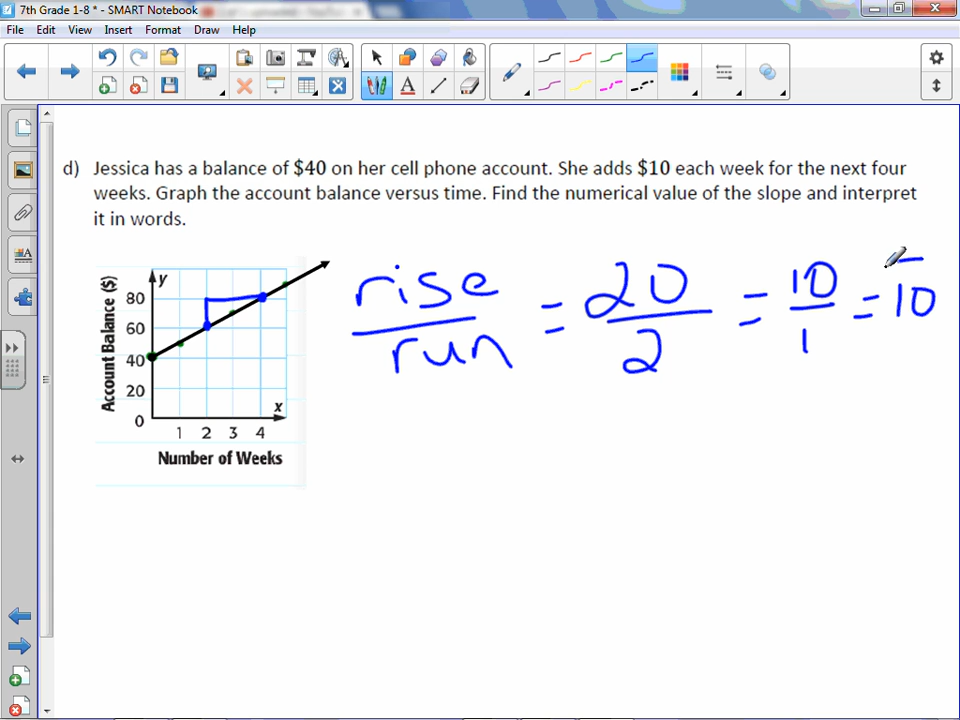 7th Grade 1-8 * - SMART Notebook
File Edit View Insert Format Draw Help
d) Jessica has a balance of $40 on her cell phone account. She adds $10 each week for the next four
weeks. Graph the account balance versus time. Find the numerical value of the slope and interpret
it in words.
y
Account Balance ($)
80
60
40
20
0
x
1 2 3 4
Number of Weeks
rise/run = 20/2 = 10/1 = 10